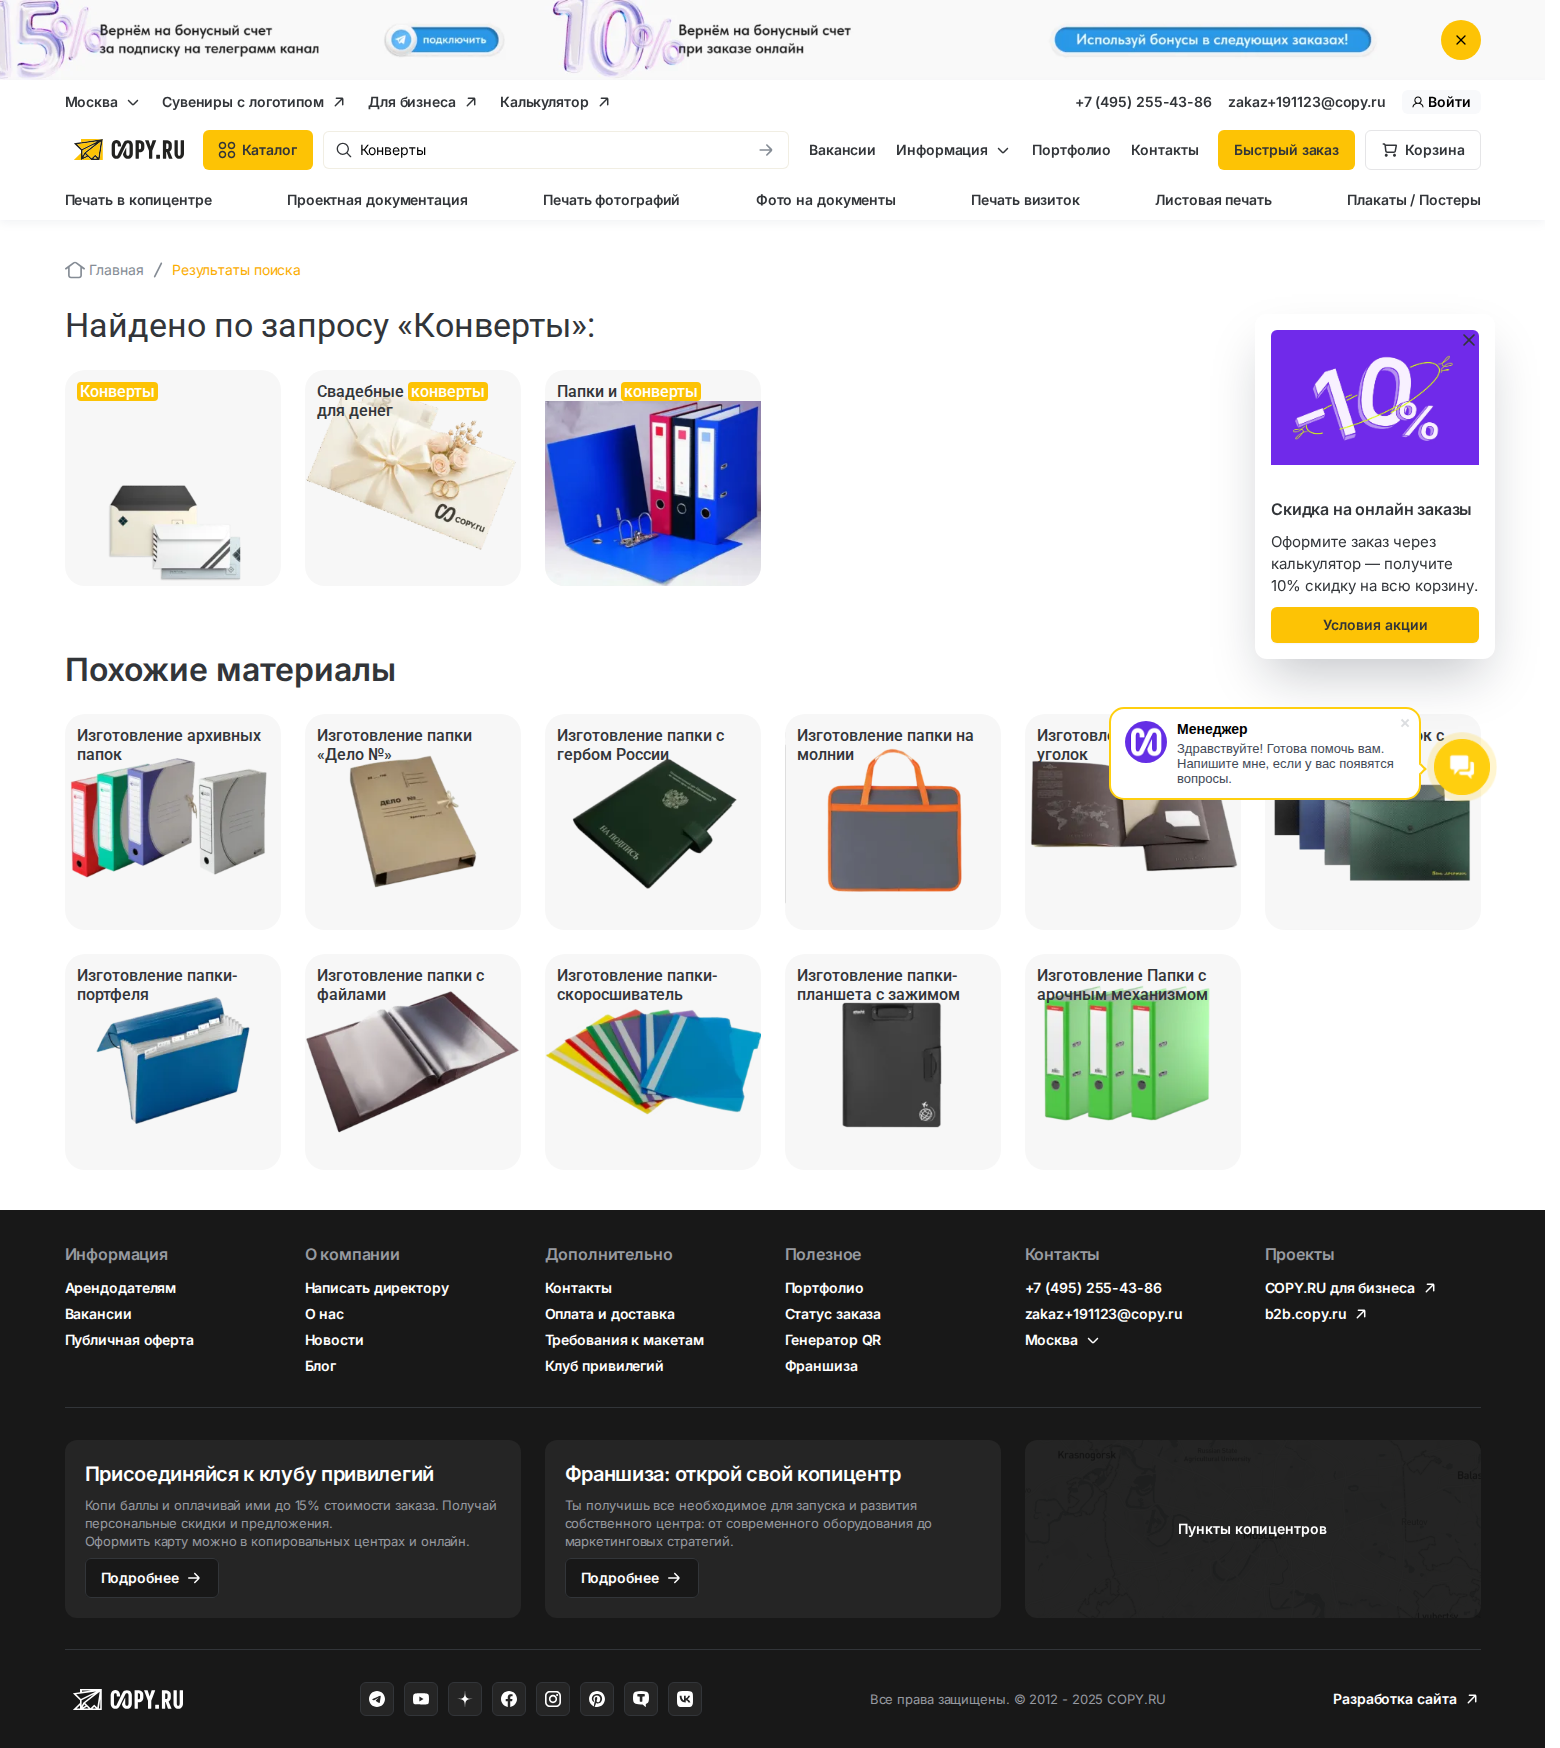 15%
Вернём на бонусный счет
за подписку на телеграмм канал
подключить
10%
Вернём на бонусный счет
при заказе онлайн
Используй бонусы в следующих заказах!
Москва
Сувениры с логотипом
Для бизнеса
Калькулятор
+7 (495) 255-43-86
zakaz+191123@copy.ru
Войти
COPY.RU
Каталог
Конверты
Вакансии
Информация
Портфолио
Контакты
Быстрый заказ
Корзина
Печать в копицентре
Проектная документация
Печать фотографий
Фото на документы
Печать визиток
Листовая печать
Плакаты / Постеры
Главная / Результаты поиска
Найдено по запросу «Конверты»:
Конверты
Свадебные конверты
для денег
COPY.ru
Папки и конверты
-10%
Скидка на онлайн заказы
Оформите заказ через
калькулятор — получите
10% скидку на всю корзину.
Условия акции
Похожие материалы
Изготовление архивных
папок
Изготовление папки
«Дело №»
ДЕЛО №
Изготовление папки с
гербом России
НА ПОДПИСЬ
Изготовление папки на
молнии
уголок
Менеджер
Здравствуйте! Готова помочь вам.
Напишите мне, если у вас появятся
вопросы.
Изготовление папки-
портфеля
Изготовление папки с
файлами
Изготовление папки-
скоросшиватель
Изготовление папки-
планшета с зажимом
Изготовление Папки с
арочным механизмом
Информация
Арендодателям
Вакансии
Публичная оферта
О компании
Написать директору
О нас
Новости
Блог
Дополнительно
Контакты
Оплата и доставка
Требования к макетам
Клуб привилегий
Полезное
Портфолио
Статус заказа
Генератор QR
Франшиза
Контакты
+7 (495) 255-43-86
zakaz+191123@copy.ru
Москва
Проекты
COPY.RU для бизнеса
b2b.copy.ru
Присоединяйся к клубу привилегий
Копи баллы и оплачивай ими до 15% стоимости заказа. Получай
персональные скидки и предложения.
Оформить карту можно в копировальных центрах и онлайн.
Подробнее
Франшиза: открой свой копицентр
Ты получишь все необходимое для запуска и развития
собственного центра: от современного оборудования до
маркетинговых стратегий.
Подробнее
Krasnogorsk
Пункты копицентров
COPY.RU
Все права защищены. © 2012 - 2025 COPY.RU
Разработка сайта